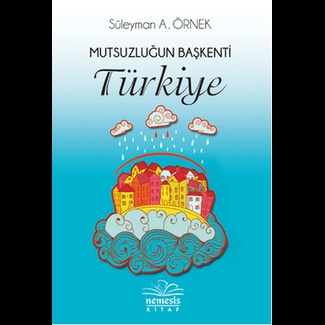 Süleyman A. ÖRNEK
MUTSUZLUĞUN BAŞKENTİ
Türkiye
nemesis
KİTAP